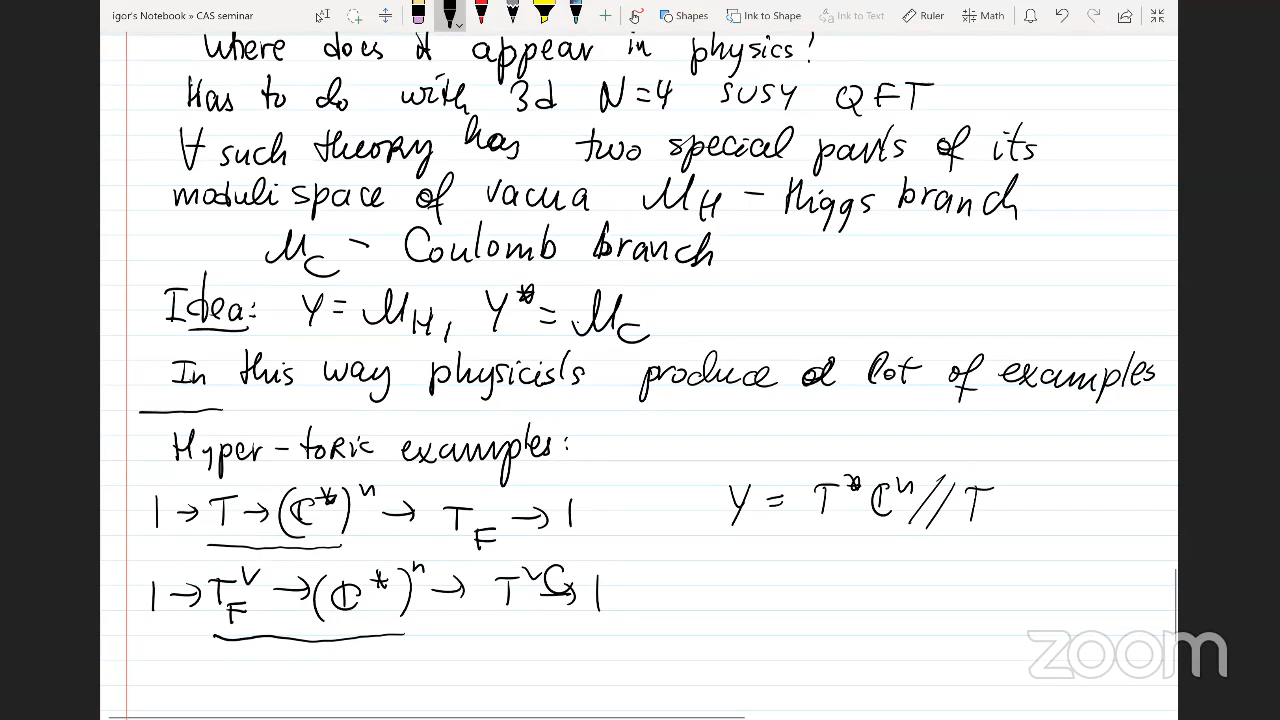 igor's Notebook » CAS seminar
Shapes Ink to Shape Ink to Text Ruler Math
Where does it appear in physics?
Has to do with 3d N=4 SUSY QFT
∀ such theory has two special parts of its
moduli space of vacua M_H - Higgs branch
M_C - Coulomb branch
Idea: Y = M_H, Y* = M_C
In this way physicists produce a lot of examples
Hyper-toric examples:
1 → T → (ℂ*)^n → T_F → 1 Y = T*ℂ^n // T
1 → T_F^∨ → (ℂ*)^n → T^∨ → 1
zoom